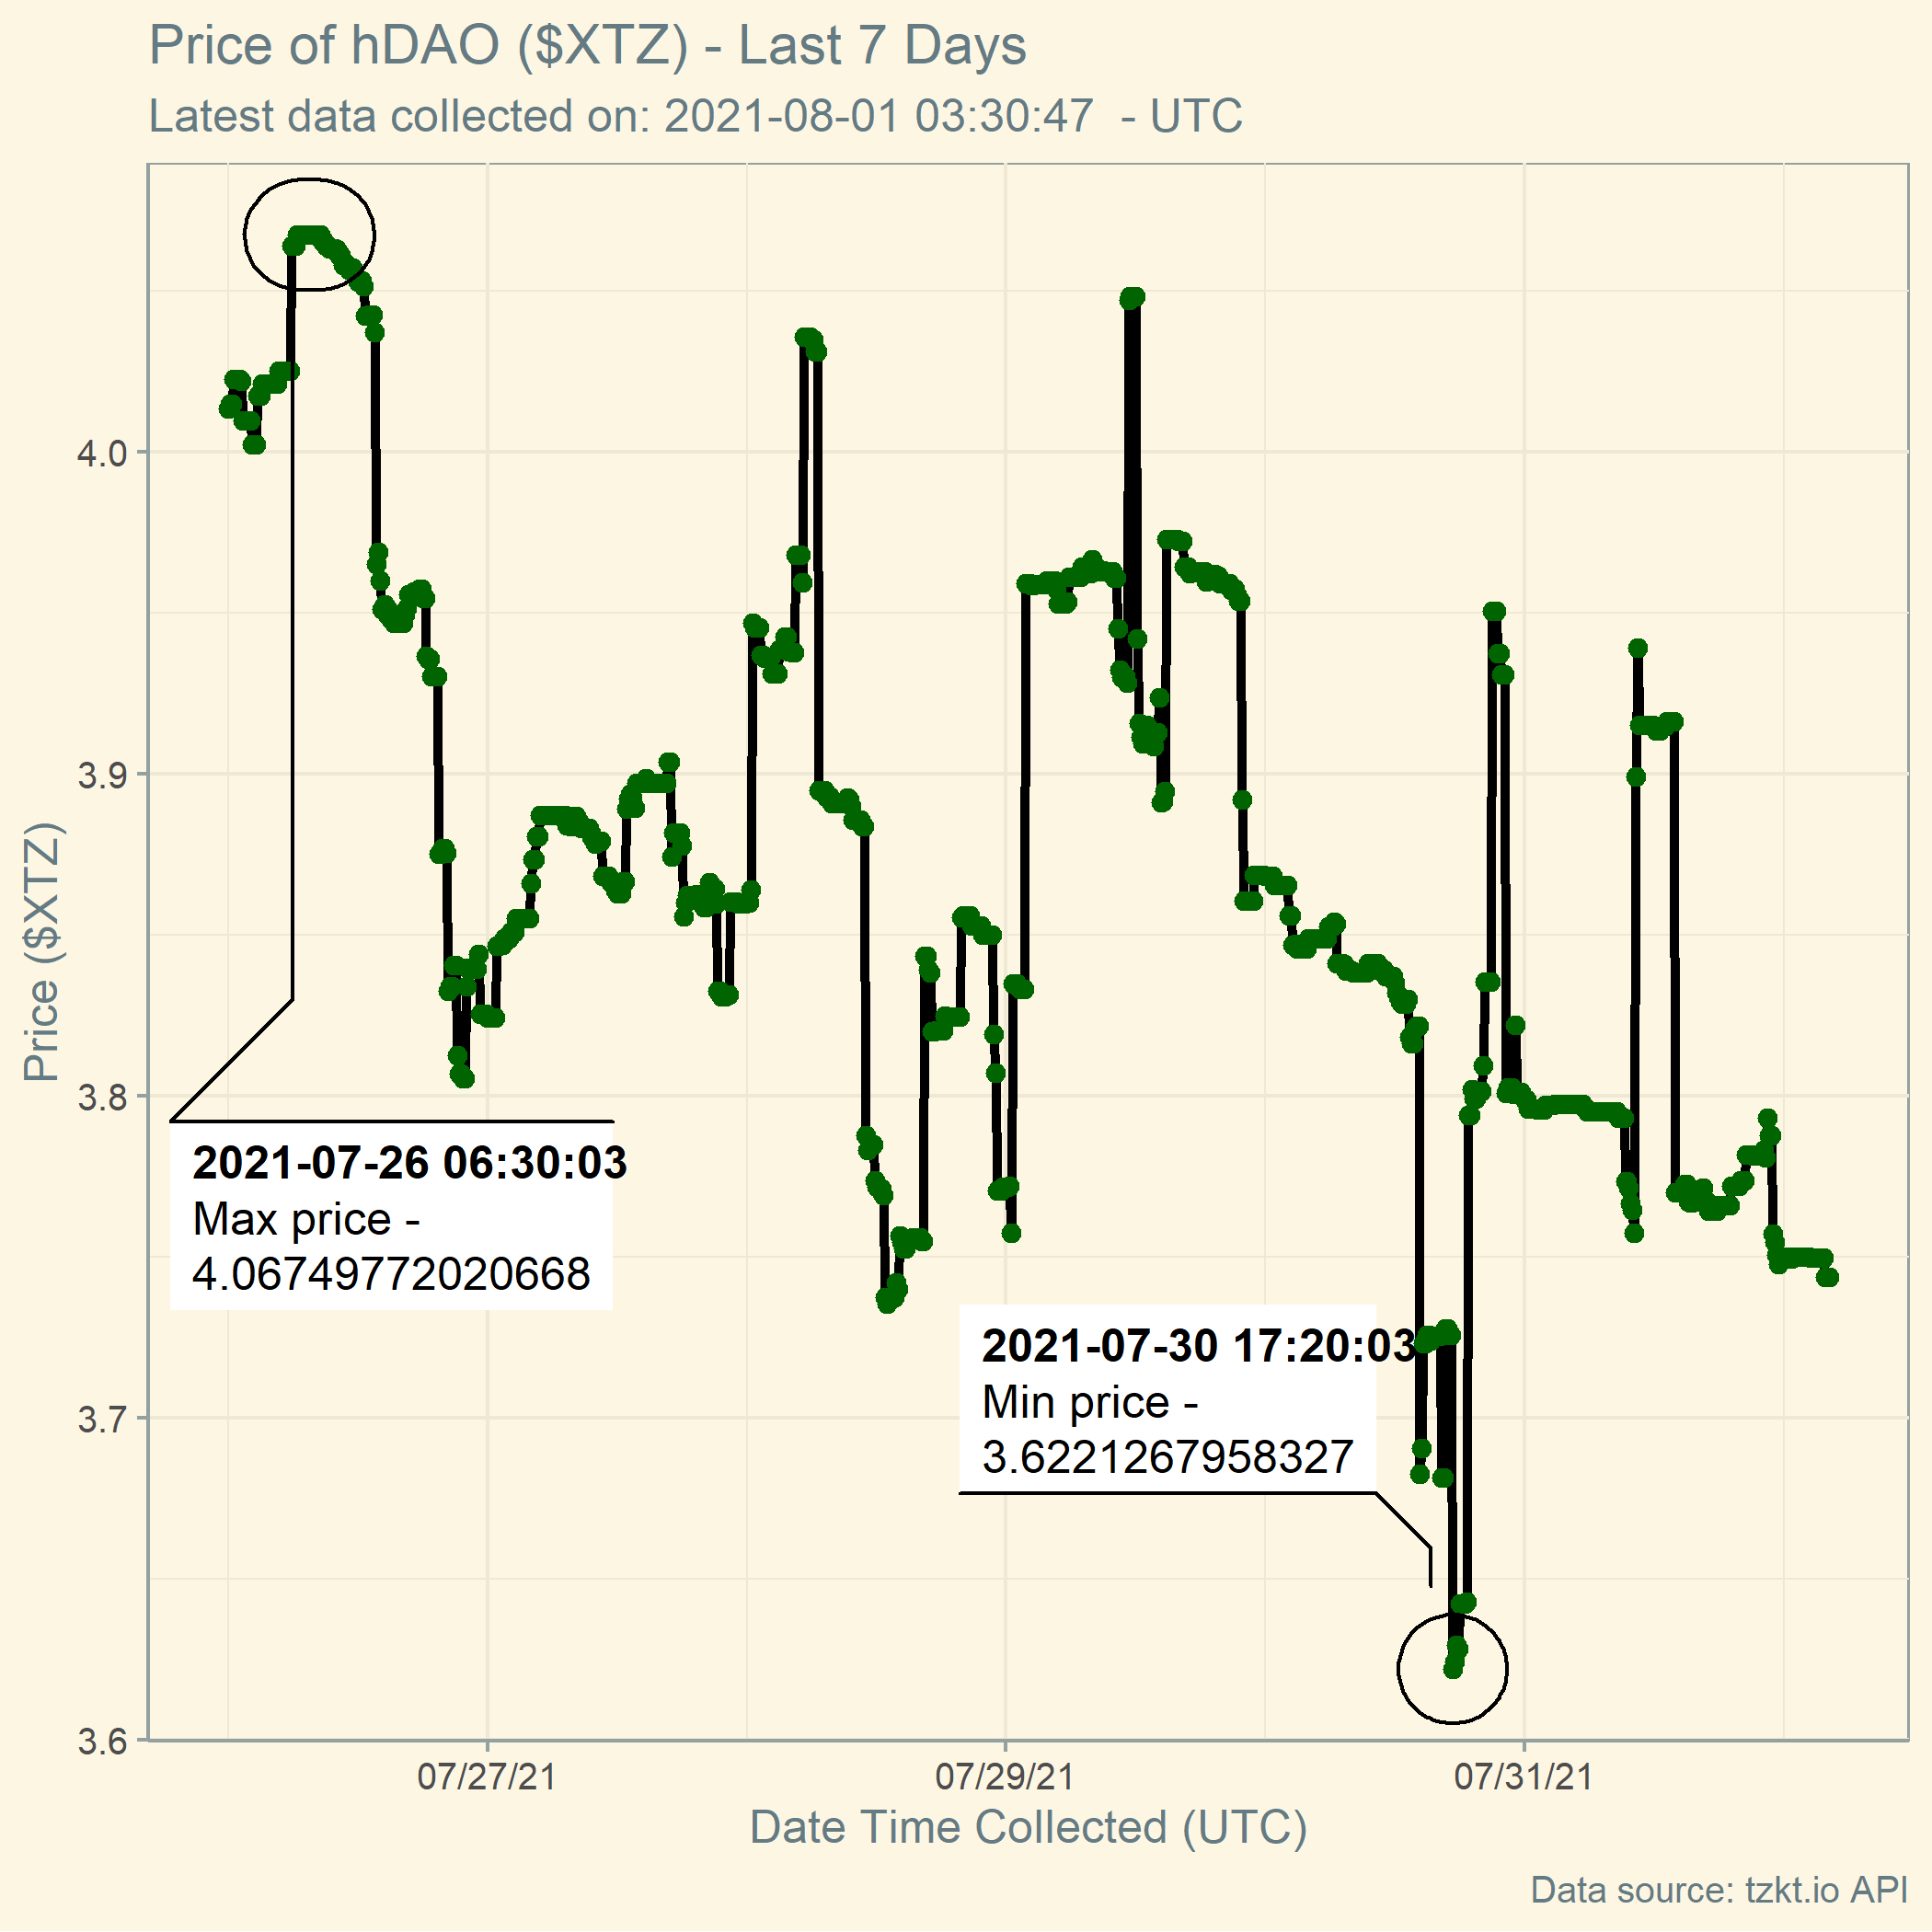 Price of hDAO ($XTZ) - Last 7 Days
Latest data collected on: 2021-08-01 03:30:47  - UTC
Price ($XTZ)
4.0
3.9
3.8
3.7
3.6
2021-07-26 06:30:03
Max price -
4.06749772020668
2021-07-30 17:20:03
Min price -
3.6221267958327
07/27/21
07/29/21
07/31/21
Date Time Collected (UTC)
Data source: tzkt.io API